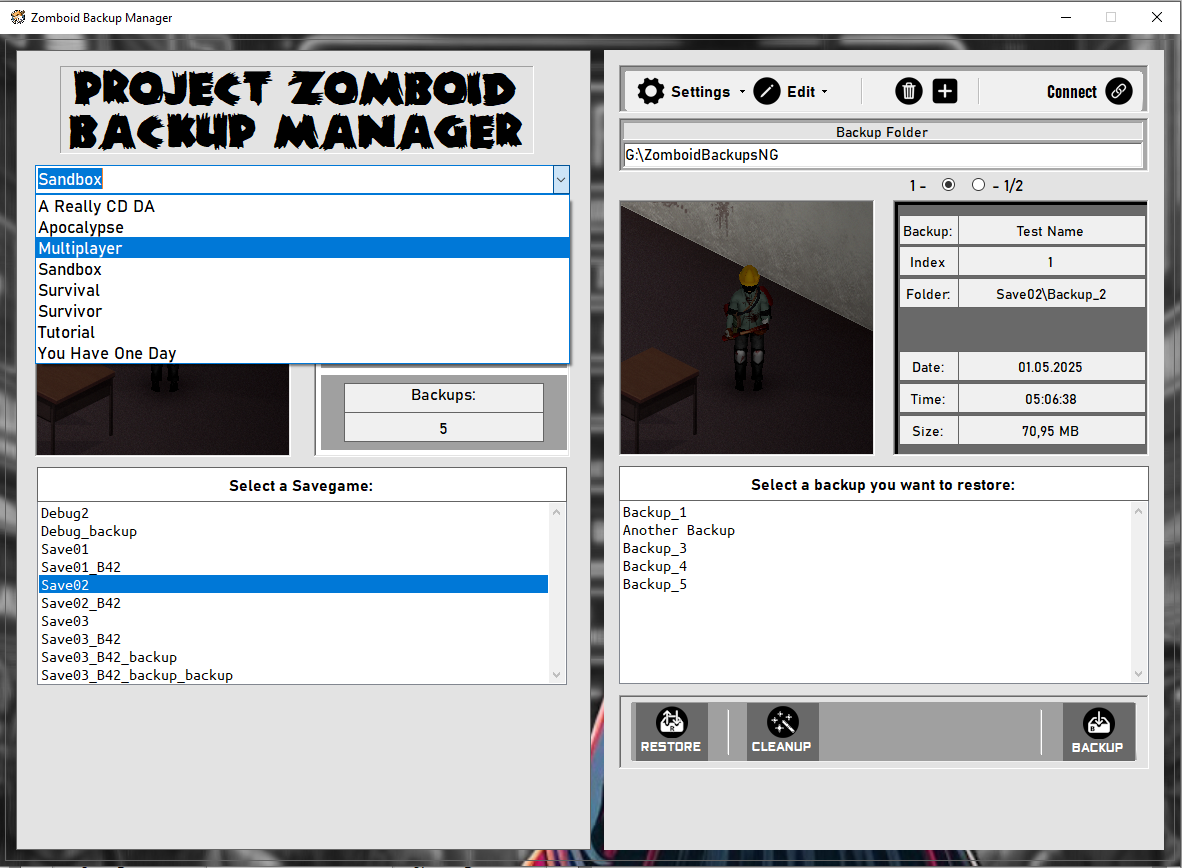 Zomboid Backup Manager
PROJECT ZOMBOID
BACKUP MANAGER
Sandbox
A Really CD DA
Apocalypse
Multiplayer
Sandbox
Survival
Survivor
Tutorial
You Have One Day
Backups:
5
Select a Savegame:
Debug2
Debug_backup
Save01
Save01_B42
Save02
Save02_B42
Save03
Save03_B42
Save03_B42_backup
Save03_B42_backup_backup
Settings
Edit
Connect
Backup Folder
G:\ZomboidBackupsNG
1 - - 1/2
Backup: Test Name
Index 1
Folder: Save02\Backup_2
Date: 01.05.2025
Time: 05:06:38
Size: 70,95 MB
Select a backup you want to restore:
Backup_1
Another Backup
Backup_3
Backup_4
Backup_5
RESTORE
CLEANUP
BACKUP